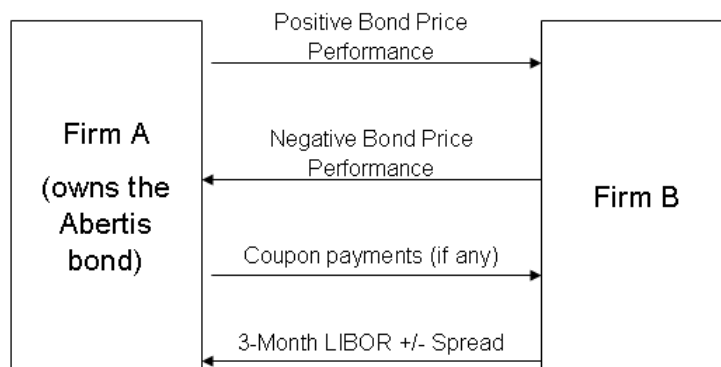 Positive Bond Price
Performance
Firm A
(owns the
Abertis
bond)
Negative Bond Price
Performance
Firm B
Coupon payments (if any)
3-Month LIBOR +/- Spread